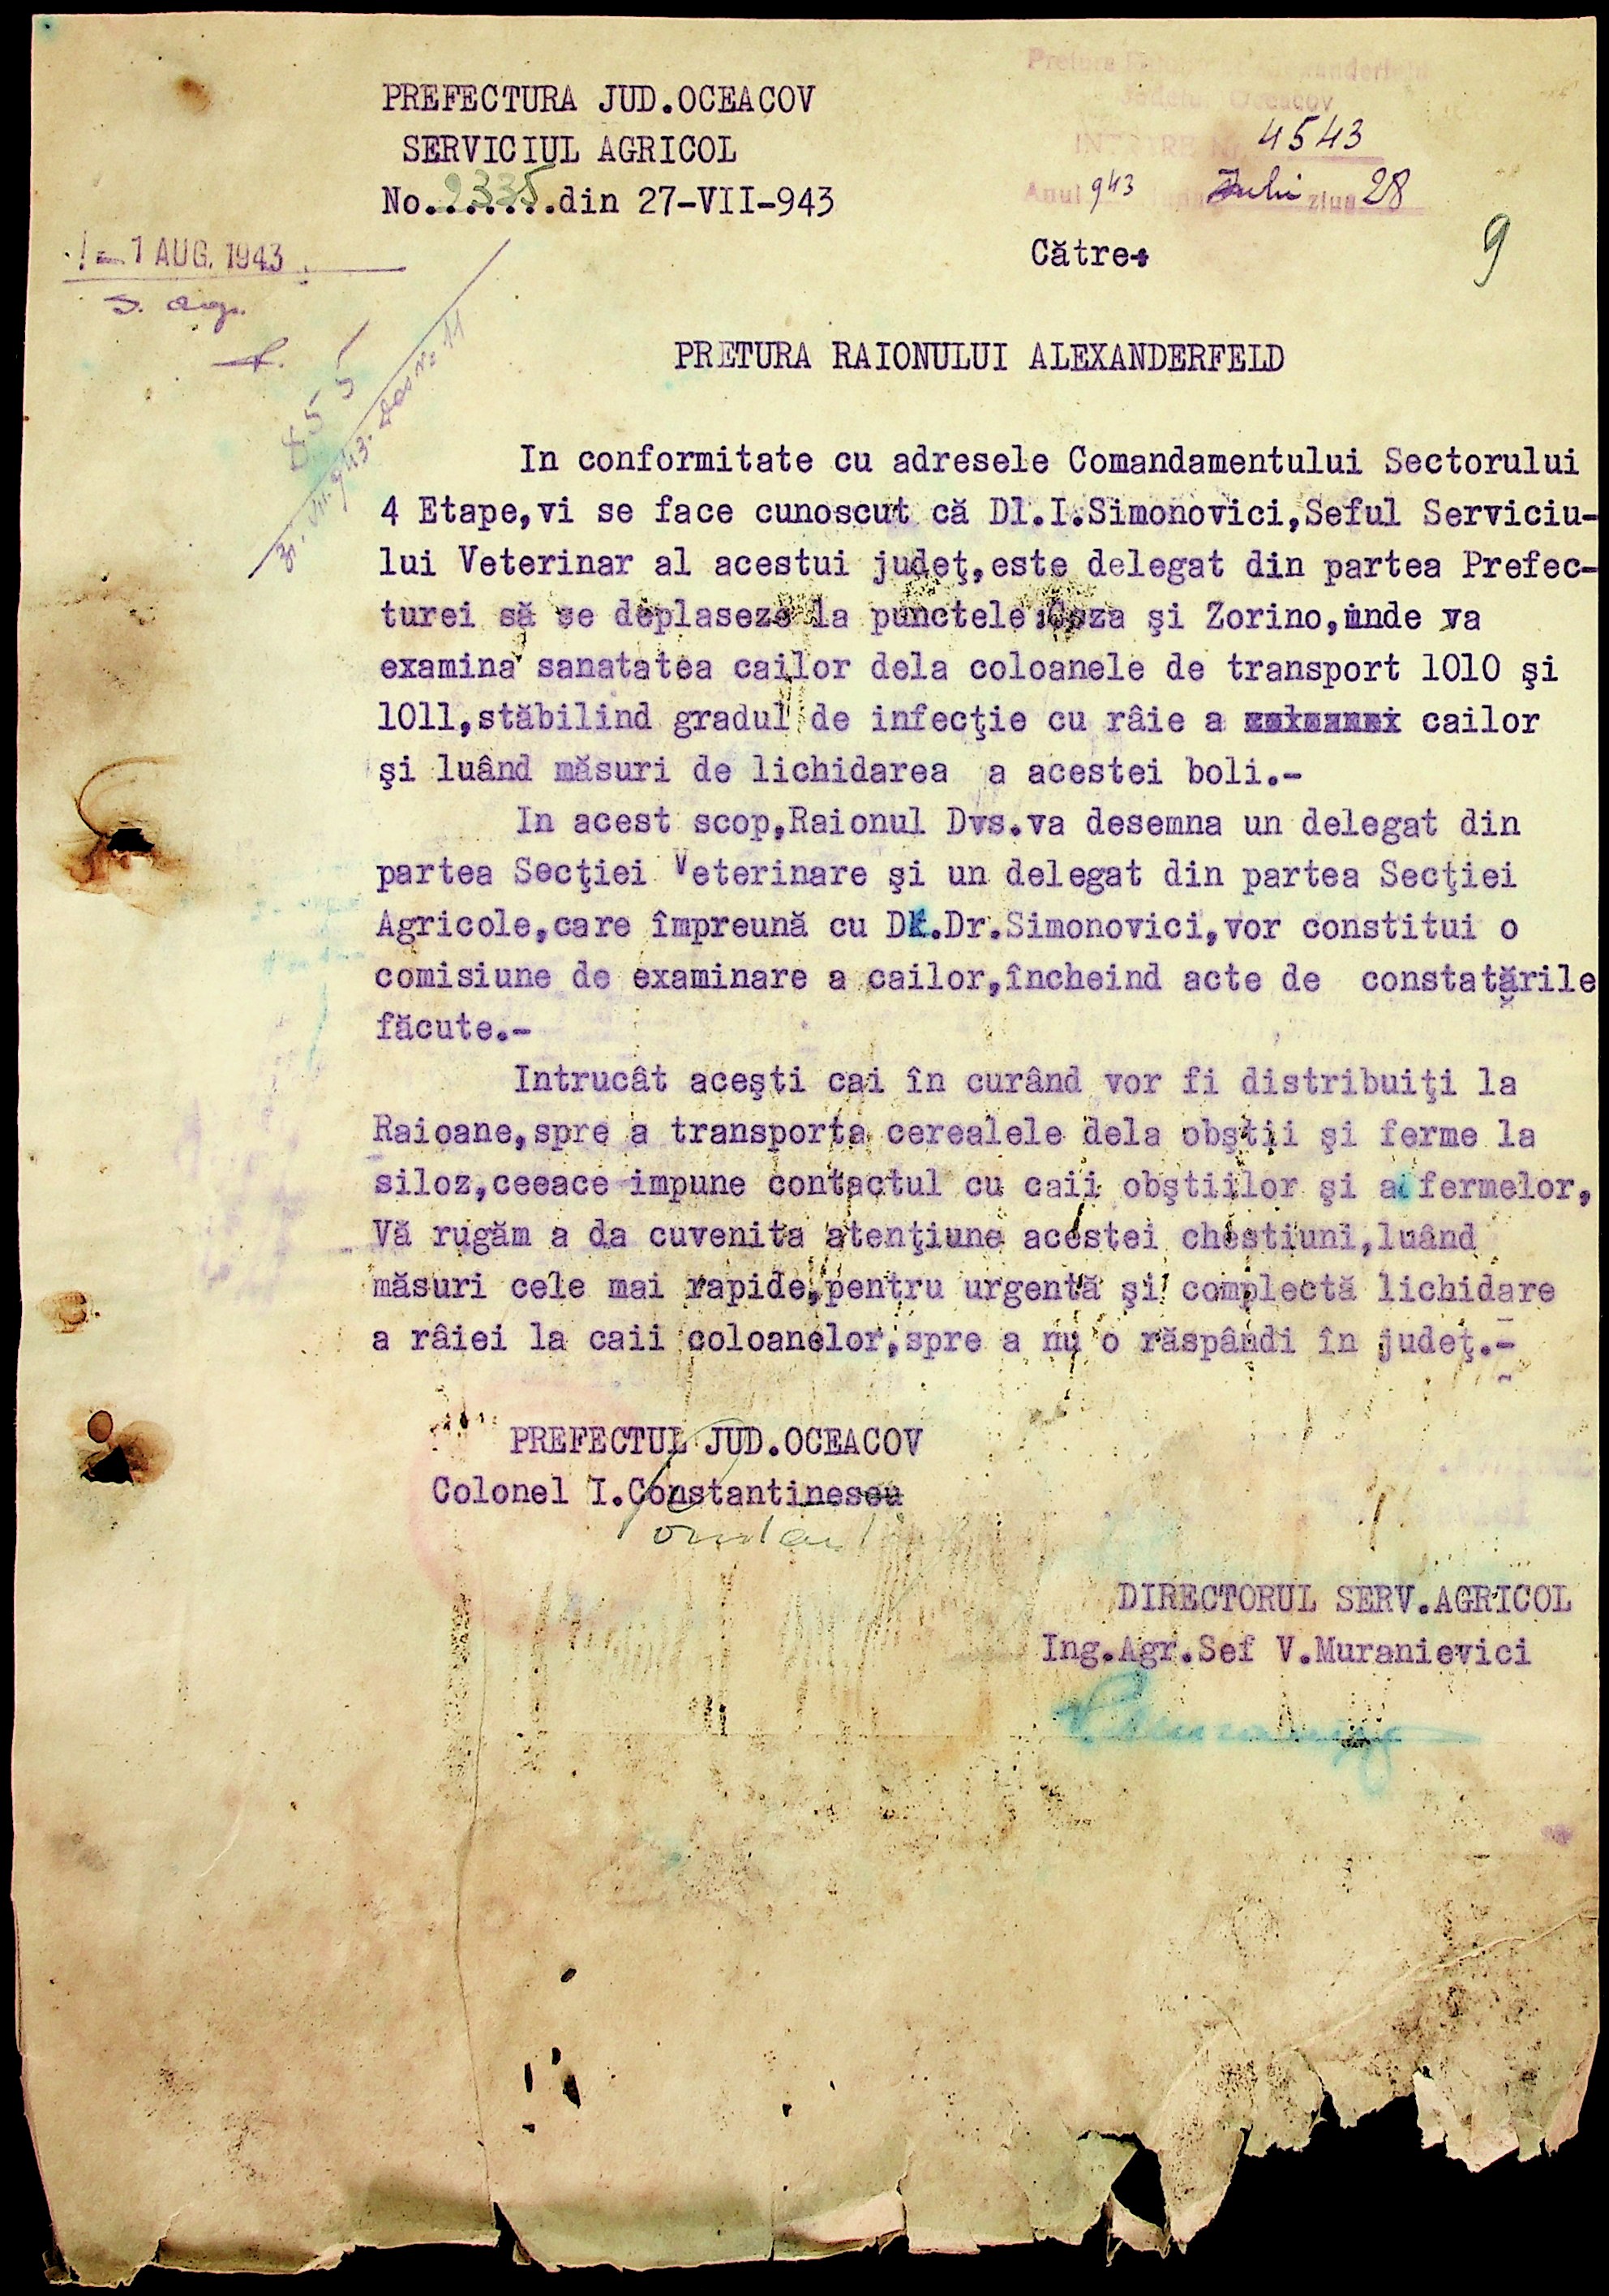 PREFECTURA JUD.OCEACOV
SERVICIUL AGRICOL
No.2335.din 27-VII-943
Pretura
Oceacov
4543
Anul 943 Iulie ziua 28
1 AUG. 1943
S. agr.
9
855
Cătree
PRETURA RAIONULUI ALEXANDERFELD
In conformitate cu adresele Comandamentului Sectorului
4 Etape,vi se face cunoscut că Dl.I.Simonovici,Seful Serviciu-
lui Veterinar al acestui judeţ,este delegat din partea Prefec-
turei să se deplaseze la punctele: şi Zorino,unde va
examina sanatatea cailor dela coloanele de transport 1010 şi
1011,stăbilind gradul de infecţie cu râie a cailor
şi luând măsuri de lichidarea a acestei boli.-
In acest scop,Raionul Dvs.va desemna un delegat din
partea Secţiei Veterinare şi un delegat din partea Secţiei
Agricole,care împreună cu Dl.Dr.Simonovici,vor constitui o
comisiune de examinare a cailor,încheind acte de constatările
făcute.-
Intrucât aceşti cai în curând vor fi distribuiţi la
Raioane,spre a transporta cerealele dela obştii şi ferme la
siloz,ceeace impune contactul cu caii obştiilor şi ai fermelor,
Vă rugăm a da cuvenita atenţiune acestei chestiuni,luând
măsuri cele mai rapide,pentru urgentă şi complectă lichidare
a râiei la caii coloanelor,spre a nu o răspândi în judeţ.-
PREFECTUL JUD.OCEACOV
Colonel I.Constantinescu
DIRECTORUL SERV.AGRICOL
Ing.Agr.Sef V.Muranievici